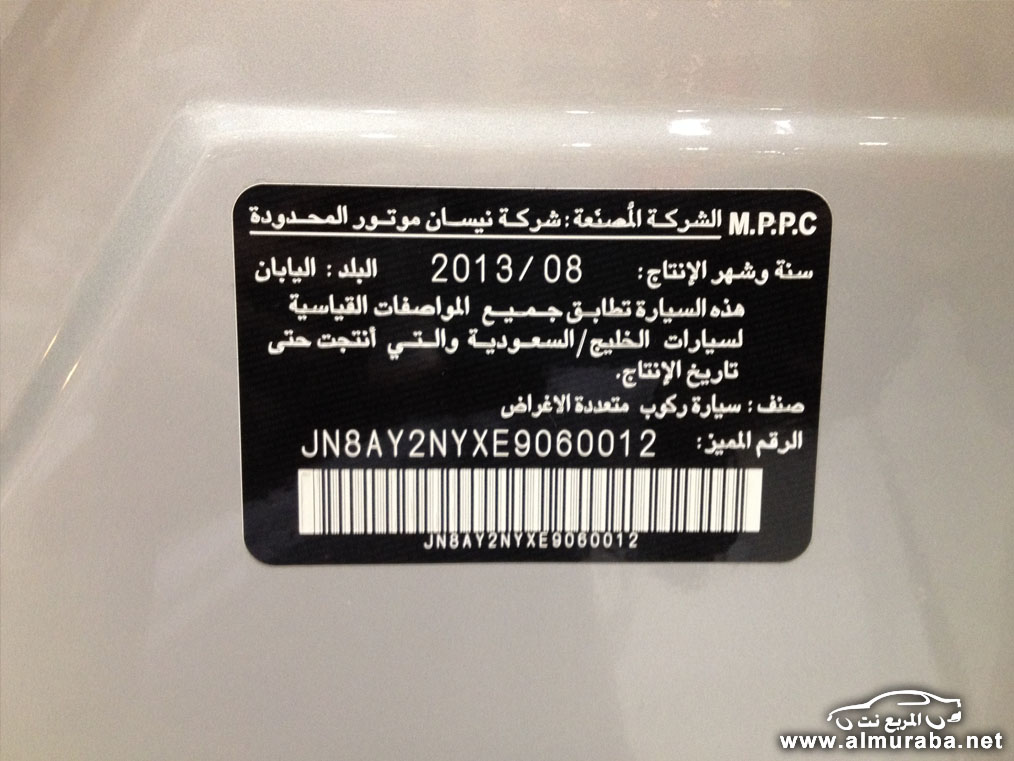 M.P.P.C الشركة المُصنّعة: شركة نيسان موتور المحدودة
سنة وشهر الإنتاج: 2013/08 البلد: اليابان
هذه السيارة تطابق جميع المواصفات القياسية
لسيارات الخليج/السعودية والتي أنتجت حتى
تاريخ الإنتاج.
صنف: سيارة ركوب متعددة الاغراض
الرقم المميز: JN8AY2NYXE9060012
JN8AY2NYXE9060012
المربع نت
www.almuraba.net